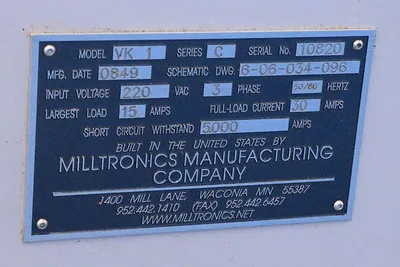 MODEL VK 1 SERIES C SERIAL No. 10820
MFG. DATE 0849 SCHEMATIC DWG. 6-06-034-096
INPUT VOLTAGE 220 VAC 3 PHASE 50/60 HERTZ
LARGEST LOAD 15 AMPS FULL-LOAD CURRENT 30 AMPS
SHORT CIRCUIT WITHSTAND 5000 AMPS
BUILT IN THE UNITED STATES BY
MILLTRONICS MANUFACTURING
COMPANY
1400 MILL LANE, WACONIA MN 55387
952.442.1410 (FAX) 952.442.6457
WWW.MILLTRONICS.NET